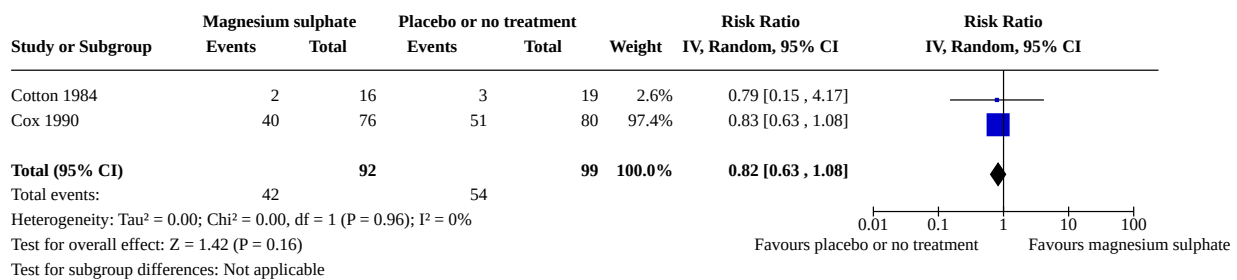 Magnesium sulphate Placebo or no treatment Risk Ratio Risk Ratio
Study or Subgroup Events Total Events Total Weight IV, Random, 95% CI IV, Random, 95% CI
Cotton 1984 2 16 3 19 2.6% 0.79 [0.15 , 4.17]
Cox 1990 40 76 51 80 97.4% 0.83 [0.63 , 1.08]
Total (95% CI) 92 99 100.0% 0.82 [0.63 , 1.08]
Total events: 42 54
Heterogeneity: Tau² = 0.00; Chi² = 0.00, df = 1 (P = 0.96); I² = 0%
0.01 0.1 1 10 100
Test for overall effect: Z = 1.42 (P = 0.16) Favours placebo or no treatment Favours magnesium sulphate
Test for subgroup differences: Not applicable